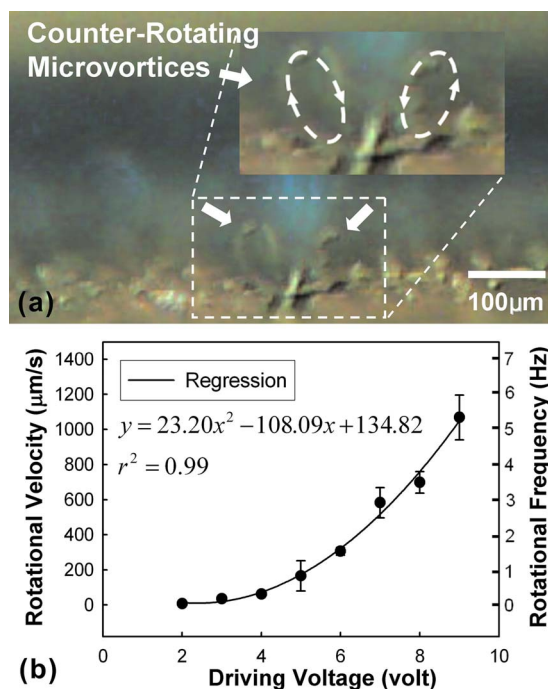 Counter-Rotating
Microvortices
(a)
100μm
Rotational Velocity (μm/s)
1400
1200
1000
800
600
400
200
0
Regression
y = 23.20x² −108.09x+134.82
r² = 0.99
7
6
5
4
3
2
1
0
Rotational Frequency (Hz)
0 2 4 6 8 10
Driving Voltage (volt)
(b)